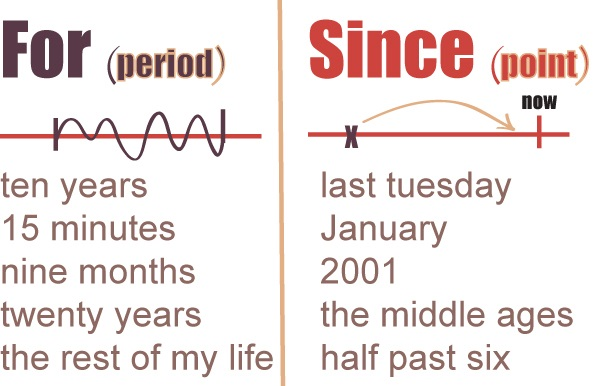 For (period)
ten years
15 minutes
nine months
twenty years
the rest of my life
Since (point)
now
x
last tuesday
January
2001
the middle ages
half past six